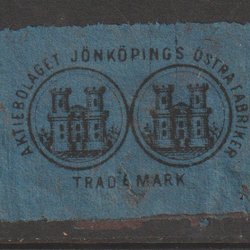 AKTIEBOLAGET JÖNKÖPINGS ÖSTRA FABRIKER
TRADE MARK